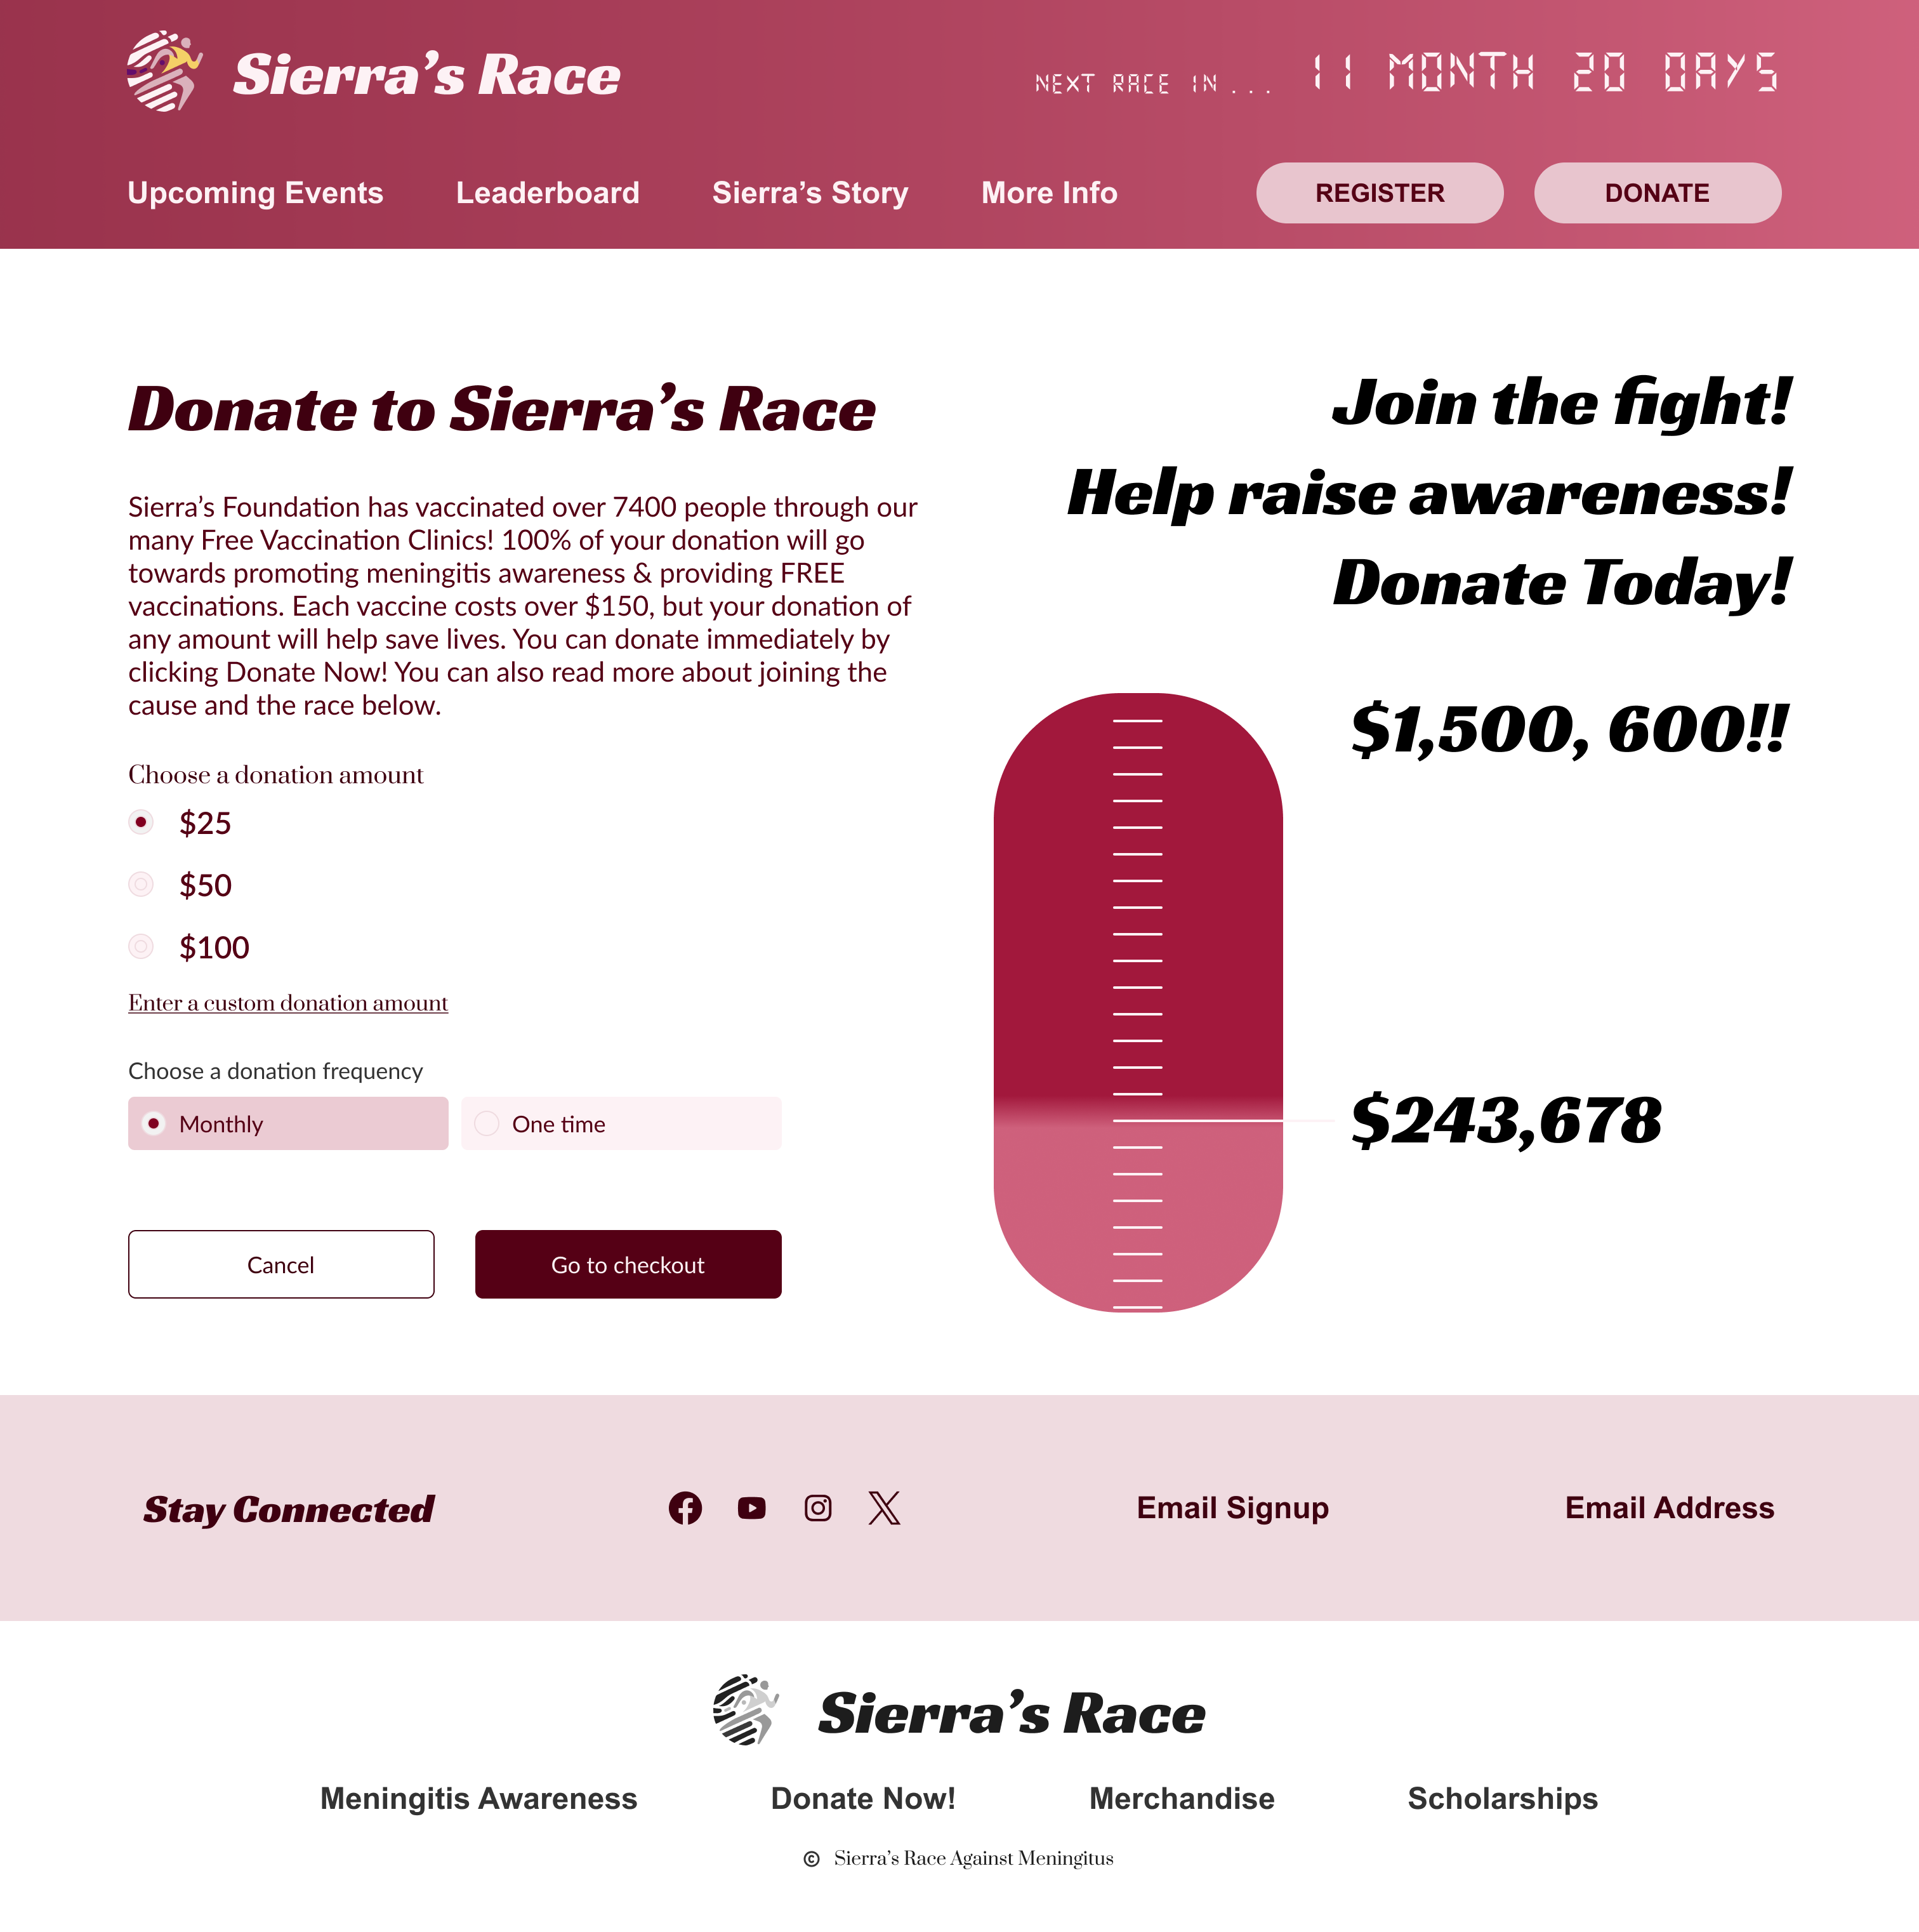 Sierra’s Race
NEXT RACE IN ... 11 MONTH 20 DAYS
Upcoming Events
Leaderboard
Sierra’s Story
More Info
REGISTER
DONATE
Donate to Sierra’s Race
Sierra’s Foundation has vaccinated over 7400 people through our
many Free Vaccination Clinics! 100% of your donation will go
towards promoting meningitis awareness & providing FREE
vaccinations. Each vaccine costs over $150, but your donation of
any amount will help save lives. You can donate immediately by
clicking Donate Now! You can also read more about joining the
cause and the race below.
Choose a donation amount
$25
$50
$100
Enter a custom donation amount
Choose a donation frequency
Monthly
One time
Cancel
Go to checkout
Join the fight!
Help raise awareness!
Donate Today!
$1,500, 600!!
$243,678
Stay Connected
Email Signup
Email Address
Sierra’s Race
Meningitis Awareness
Donate Now!
Merchandise
Scholarships
© Sierra’s Race Against Meningitus